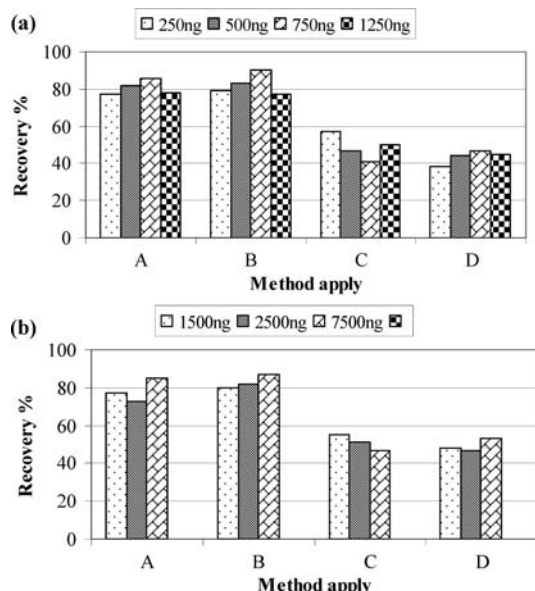 (a)
250ng 500ng 750ng 1250ng
100
80
60
40
20
0
Recovery %
A B C D
Method apply
(b)
1500ng 2500ng 7500ng
100
80
60
40
20
0
Recovery %
A B C D
Method apply